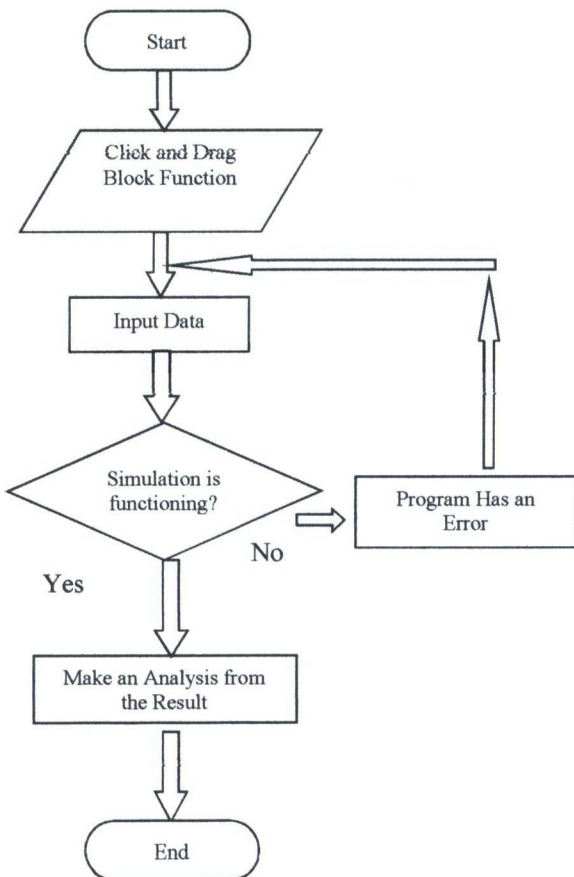 Start
Click and Drag
Block Function
Input Data
Simulation is
functioning?
Program Has an
Error
No
Yes
Make an Analysis from
the Result
End